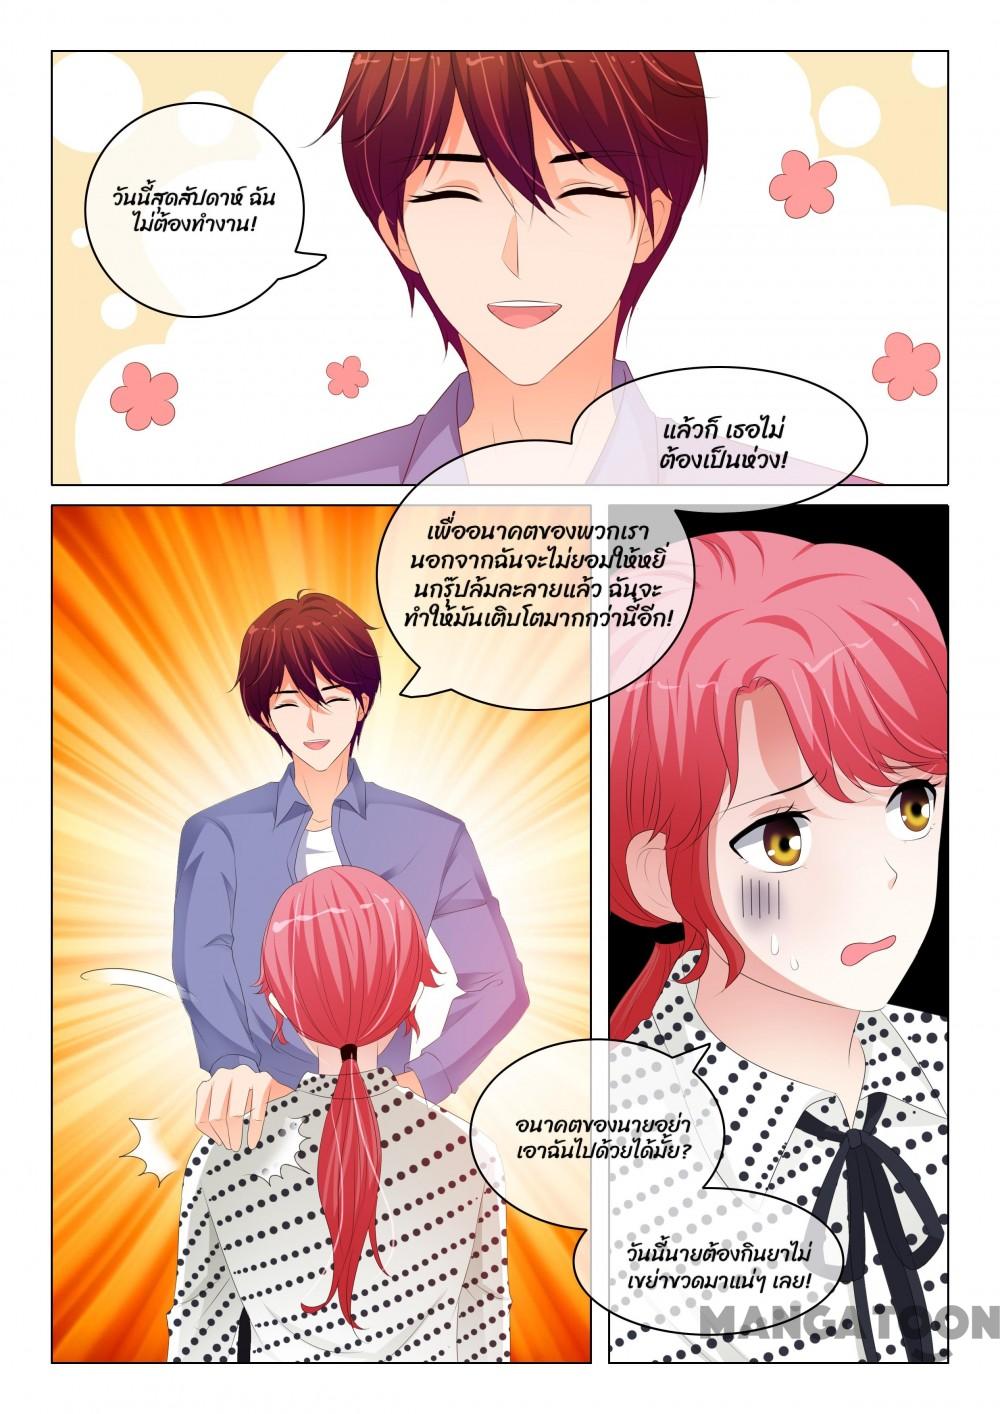 วันนี้สุดสัปดาห์ ฉัน
ไม่ต้องทำงาน!
แล้วก็ เธอไม่
ต้องเป็นห่วง!
เพื่ออนาคตของพวกเรา
นอกจากฉันจะไม่ยอมให้หยิ่
นกรุ๊ปล้มละลายแล้ว ฉันจะ
ทำให้มันเติบโตมากกว่านี้อีก!
อนาคตของนายอย่า
เอาฉันไปด้วยได้มั้ย?
วันนี้นายต้องกินยาไม่
เขย่าขวดมาแน่ๆ เลย!
MANGATOON